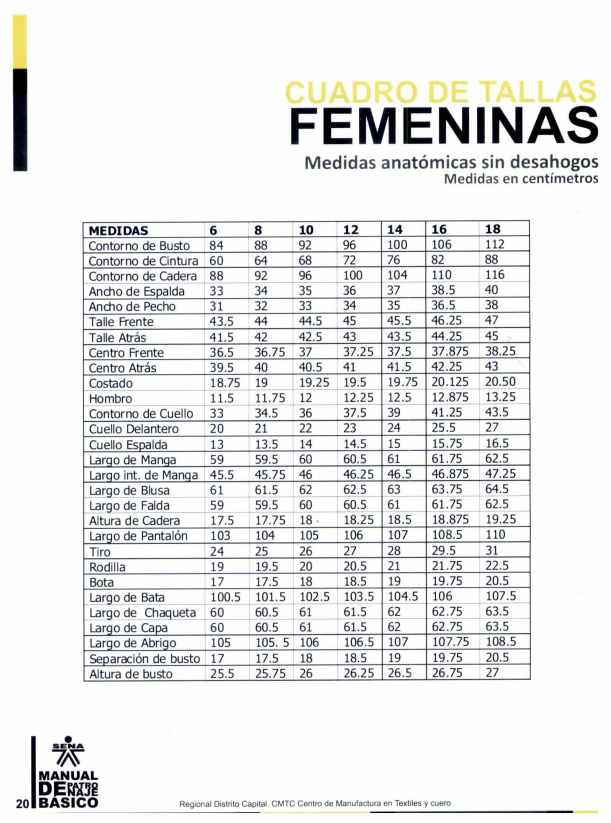 CUADRO DE TALLAS
FEMENINAS
Medidas anatómicas sin desahogos
Medidas en centímetros
MEDIDAS 6 8 10 12 14 16 18
Contorno de Busto 84 88 92 96 100 106 112
Contorno de Cintura 60 64 68 72 76 82 88
Contorno de Cadera 88 92 96 100 104 110 116
Ancho de Espalda 33 34 35 36 37 38.5 40
Ancho de Pecho 31 32 33 34 35 36.5 38
Talle Frente 43.5 44 44.5 45 45.5 46.25 47
Talle Atrás 41.5 42 42.5 43 43.5 44.25 45
Centro Frente 36.5 36.75 37 37.25 37.5 37.875 38.25
Centro Atrás 39.5 40 40.5 41 41.5 42.25 43
Costado 18.75 19 19.25 19.5 19.75 20.125 20.50
Hombro 11.5 11.75 12 12.25 12.5 12.875 13.25
Contorno de Cuello 33 34.5 36 37.5 39 41.25 43.5
Cuello Delantero 20 21 22 23 24 25.5 27
Cuello Espalda 13 13.5 14 14.5 15 15.75 16.5
Largo de Manga 59 59.5 60 60.5 61 61.75 62.5
Largo int. de Manga 45.5 45.75 46 46.25 46.5 46.875 47.25
Largo de Blusa 61 61.5 62 62.5 63 63.75 64.5
Largo de Falda 59 59.5 60 60.5 61 61.75 62.5
Altura de Cadera 17.5 17.75 18 18.25 18.5 18.875 19.25
Largo de Pantalón 103 104 105 106 107 108.5 110
Tiro 24 25 26 27 28 29.5 31
Rodilla 19 19.5 20 20.5 21 21.75 22.5
Bota 17 17.5 18 18.5 19 19.75 20.5
Largo de Bata 100.5 101.5 102.5 103.5 104.5 106 107.5
Largo de Chaqueta 60 60.5 61 61.5 62 62.75 63.5
Largo de Capa 60 60.5 61 61.5 62 62.75 63.5
Largo de Abrigo 105 105. 5 106 106.5 107 107.75 108.5
Separación de busto 17 17.5 18 18.5 19 19.75 20.5
Altura de busto 25.5 25.75 26 26.25 26.5 26.75 27
SENA
MANUAL
DE PATRONAJE
BÁSICO
20
Regional Distrito Capital. CMTC Centro de Manufactura en Textiles y cuero